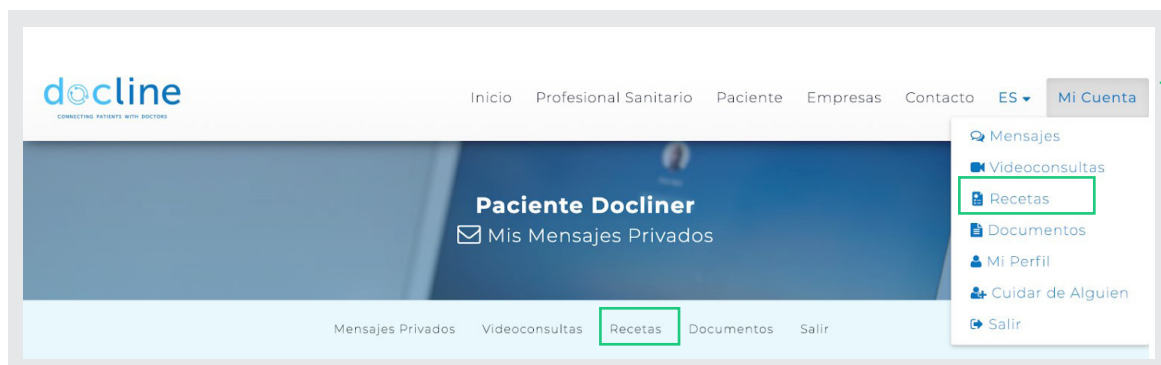 docline
CONNECTING PATIENTS WITH DOCTORS
Inicio Profesional Sanitario Paciente Empresas Contacto ES Mi Cuenta
Mensajes
Videoconsultas
Recetas
Documentos
Mi Perfil
Cuidar de Alguien
Salir
Paciente Docliner
Mis Mensajes Privados
Mensajes Privados Videoconsultas Recetas Documentos Salir